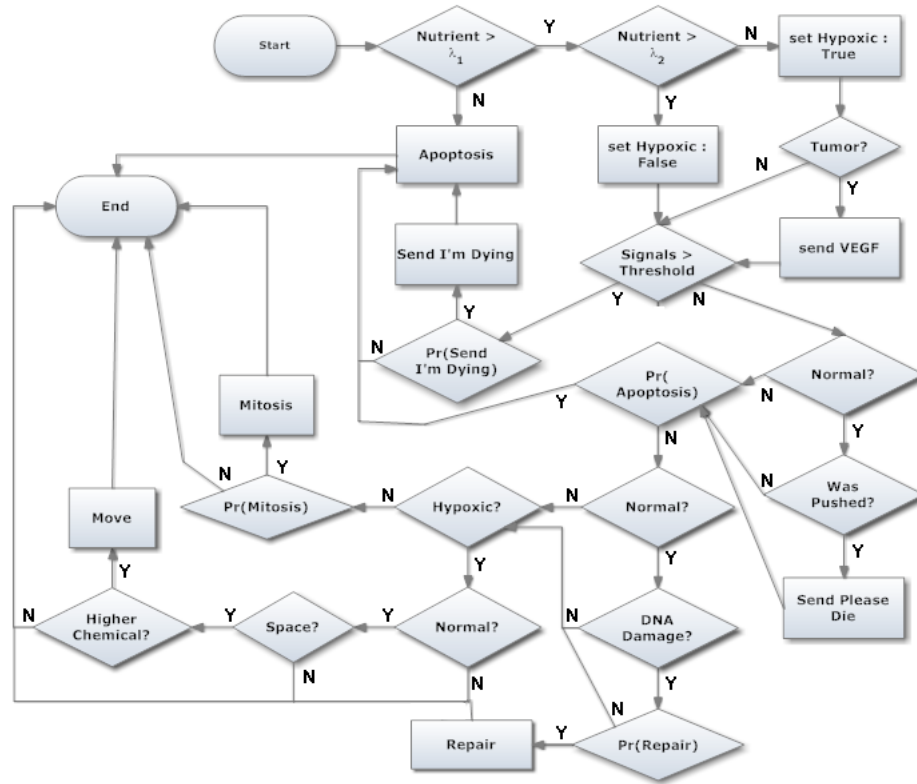 Start
Nutrient >
λ1
Y
Nutrient >
λ2
N
set Hypoxic :
True
N
Y
Apoptosis
set Hypoxic :
False
Tumor?
N
Y
End
Send I'm Dying
Signals >
Threshold
send VEGF
Y
N
Y
N
Pr(Send
I'm Dying)
Pr(
Apoptosis)
Normal?
N
Y
Mitosis
Y
N
N
Y
Was
Pushed?
N
Y
Pr(Mitosis)
N
Hypoxic?
N
Normal?
Move
Y
Y
Y
Send Please
Die
Higher
Chemical?
N
Y
Space?
Y
Normal?
N
DNA
Damage?
N
N
Y
N
Repair
Y
Pr(Repair)